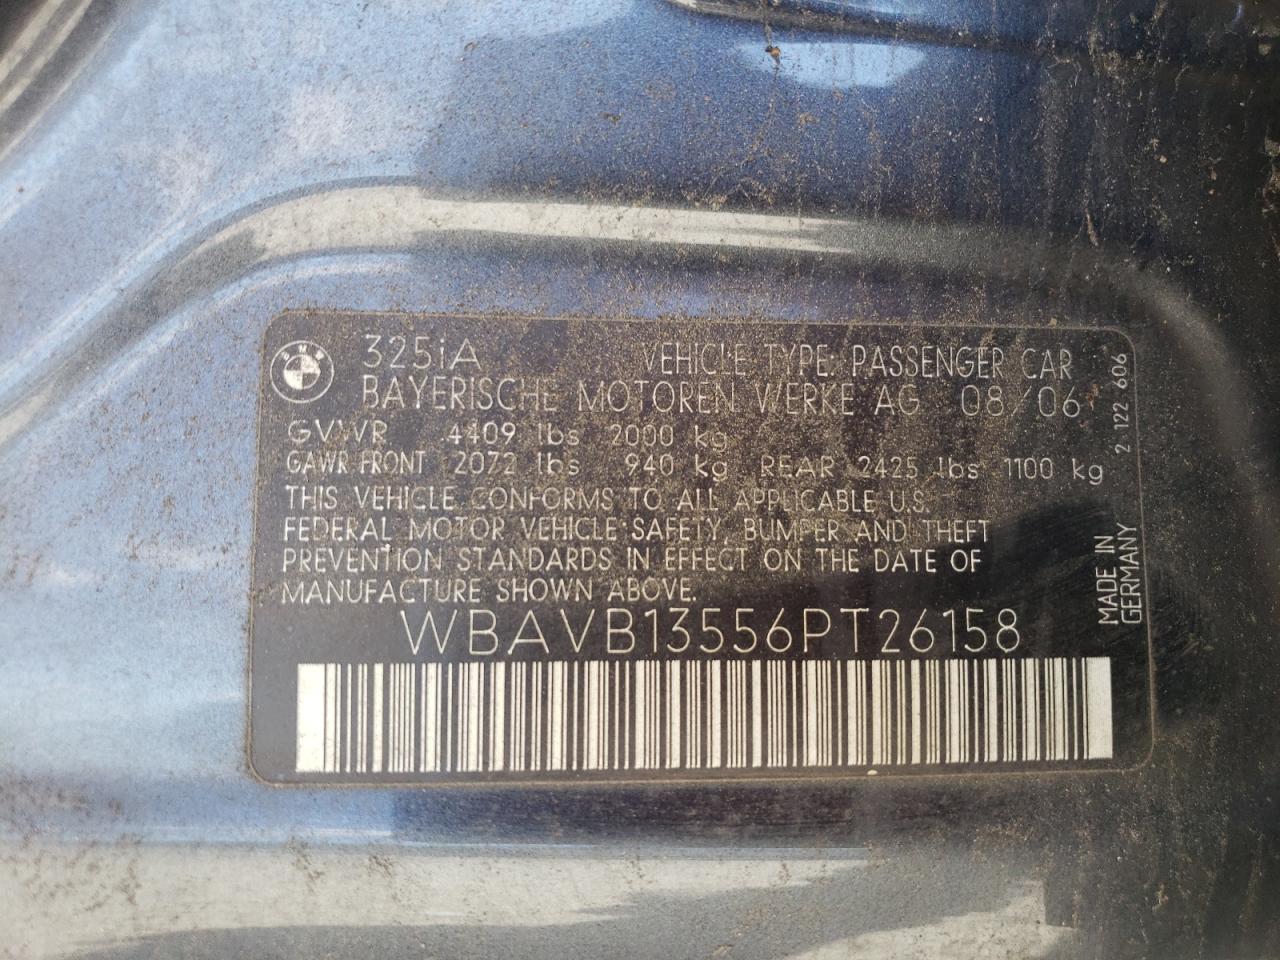 BMW
325iA VEHICLE TYPE: PASSENGER CAR
BAYERISCHE MOTOREN WERKE AG 08/06
GVWR 4409 lbs 2000 kg
GAWR FRONT 2072 lbs 940 kg REAR 2425 lbs 1100 kg
THIS VEHICLE CONFORMS TO ALL APPLICABLE U.S.
FEDERAL MOTOR VEHICLE SAFETY, BUMPER AND THEFT
PREVENTION STANDARDS IN EFFECT ON THE DATE OF
MANUFACTURE SHOWN ABOVE.
WBAVB13556PT26158
MADE IN
GERMANY
2 122 606